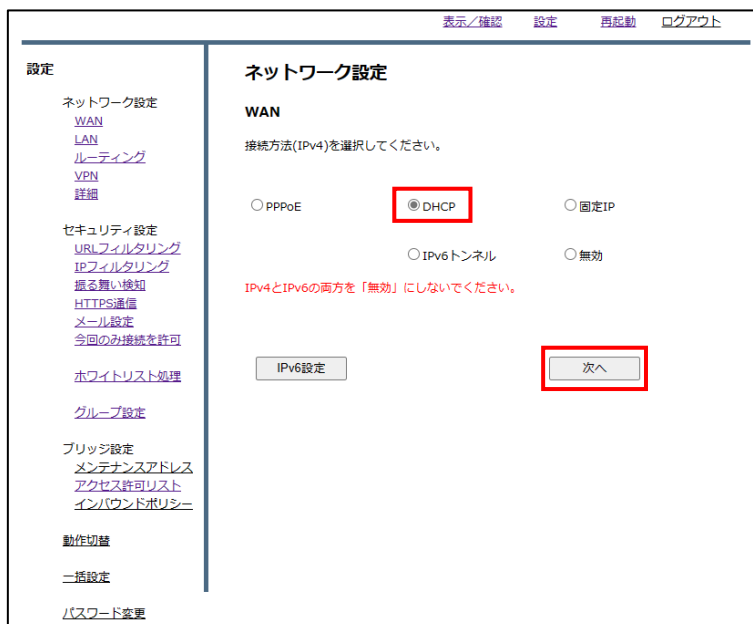 表示／確認 設定 再起動 ログアウト
設定
ネットワーク設定
WAN
LAN
ルーティング
VPN
詳細
セキュリティ設定
URLフィルタリング
IPフィルタリング
振る舞い検知
HTTPS通信
メール設定
今回のみ接続を許可
ホワイトリスト処理
グループ設定
ブリッジ設定
メンテナンスアドレス
アクセス許可リスト
インバウンドポリシー
動作切替
一括設定
パスワード変更
ネットワーク設定
WAN
接続方法(IPv4)を選択してください。
PPPoE DHCP 固定IP
IPv6トンネル 無効
IPv4とIPv6の両方を「無効」にしないでください。
IPv6設定 次へ